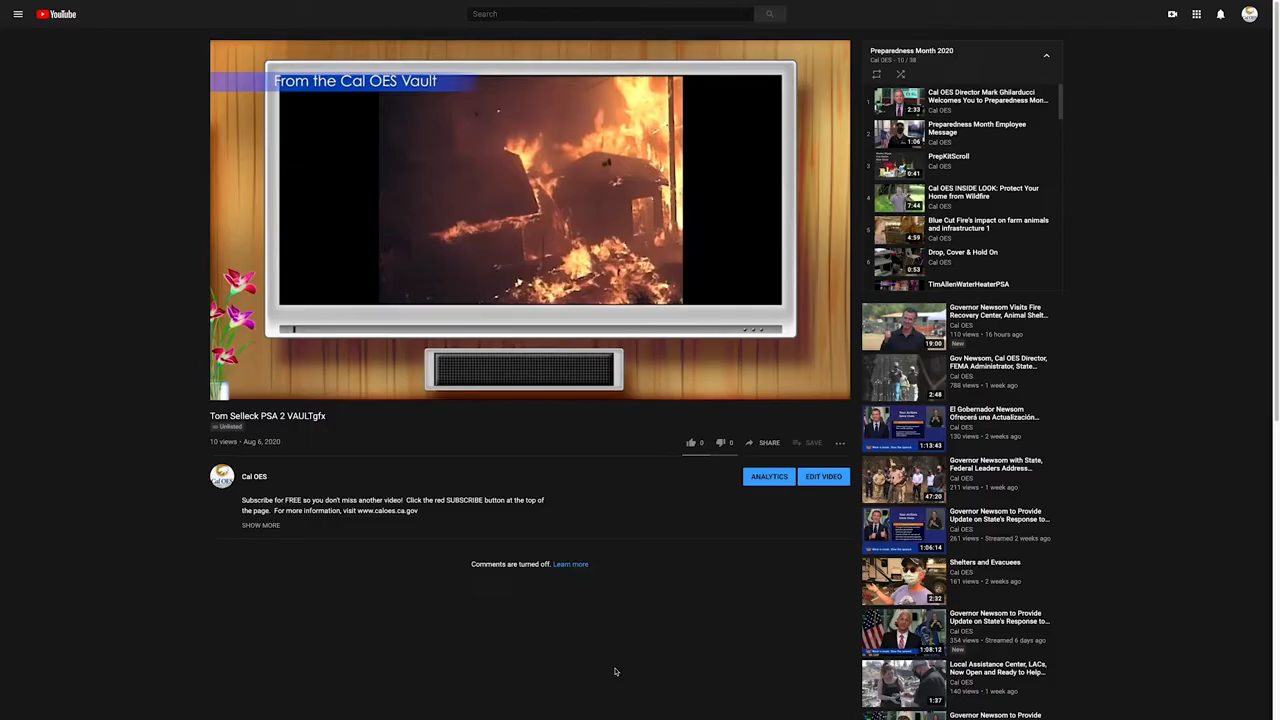 YouTube
Search
From the Cal OES Vault
Tom Selleck PSA 2 VAULTgfx
Unlisted
10 views • Aug 6, 2020
0
0
SHARE
SAVE
Cal OES
ANALYTICS
EDIT VIDEO
Subscribe for FREE so you don't miss another video! Click the red SUBSCRIBE button at the top of
the page. For more information, visit www.caloes.ca.gov
SHOW MORE
Comments are turned off. Learn more
Preparedness Month 2020
Cal OES - 10 / 38
1
Cal OES Director Mark Ghilarducci
Welcomes You to Preparedness Mon...
Cal OES
2:33
2
Preparedness Month Employee
Message
Cal OES
1:06
3
PrepKitScroll
Cal OES
0:41
4
Cal OES INSIDE LOOK: Protect Your
Home from Wildfire
Cal OES
7:44
5
Blue Cut Fire's impact on farm animals
and infrastructure 1
Cal OES
4:59
6
Drop, Cover & Hold On
Cal OES
0:53
TimAllenWaterHeaterPSA
Governor Newsom Visits Fire
Recovery Center, Animal Shelt...
Cal OES
110 views • 16 hours ago
New
19:00
Gov Newsom, Cal OES Director,
FEMA Administrator, State...
Cal OES
788 views • 1 week ago
2:48
El Gobernador Newsom
Ofrecerá una Actualización...
Cal OES
130 views • 2 weeks ago
1:13:43
Governor Newsom with State,
Federal Leaders Address...
Cal OES
211 views • 1 week ago
47:20
Governor Newsom to Provide
Update on State's Response to...
Cal OES
261 views • Streamed 2 weeks ago
1:06:14
Shelters and Evacuees
Cal OES
161 views • 2 weeks ago
2:32
Governor Newsom to Provide
Update on State's Response to...
Cal OES
354 views • Streamed 6 days ago
New
1:08:12
Local Assistance Center, LACs,
Now Open and Ready to Help...
Cal OES
140 views • 1 week ago
1:37
Governor Newsom to Provide